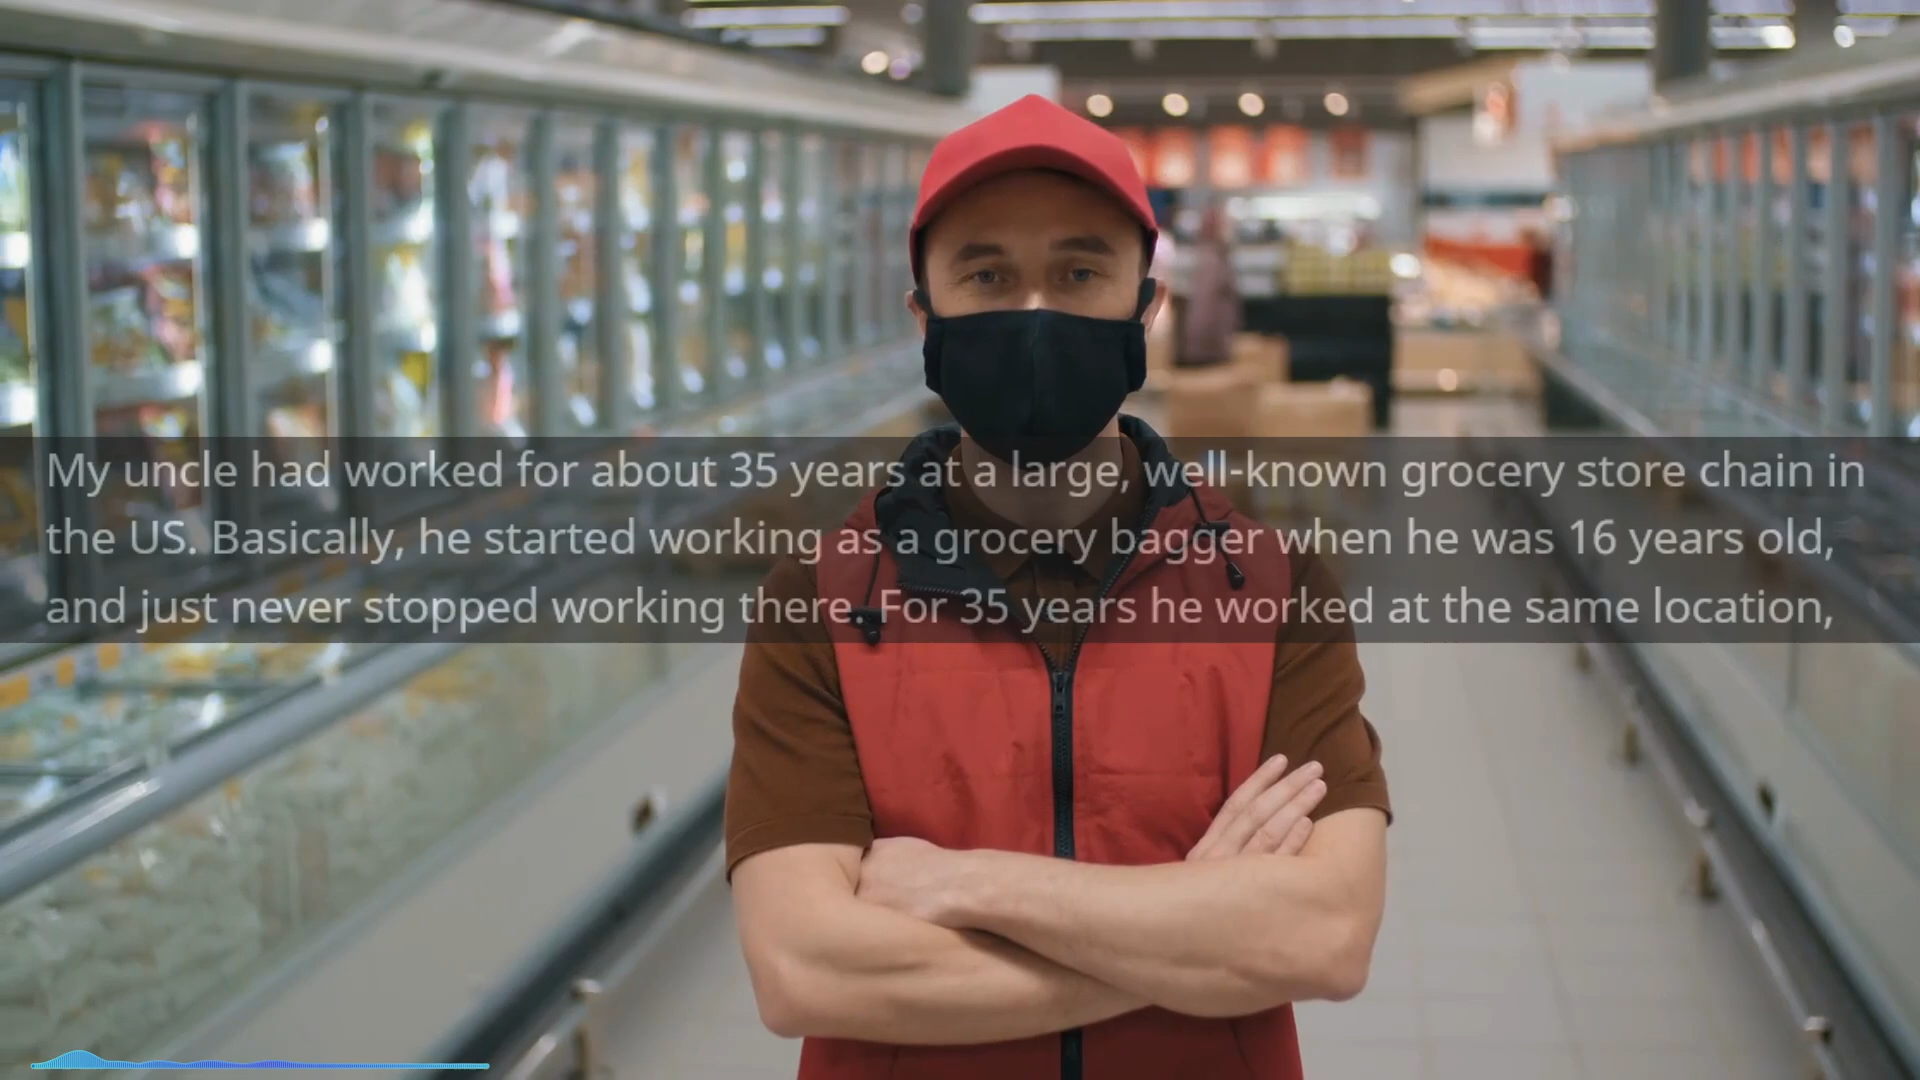 My uncle had worked for about 35 years at a large, well-known grocery store chain in
the US. Basically, he started working as a grocery bagger when he was 16 years old,
and just never stopped working there. For 35 years he worked at the same location,